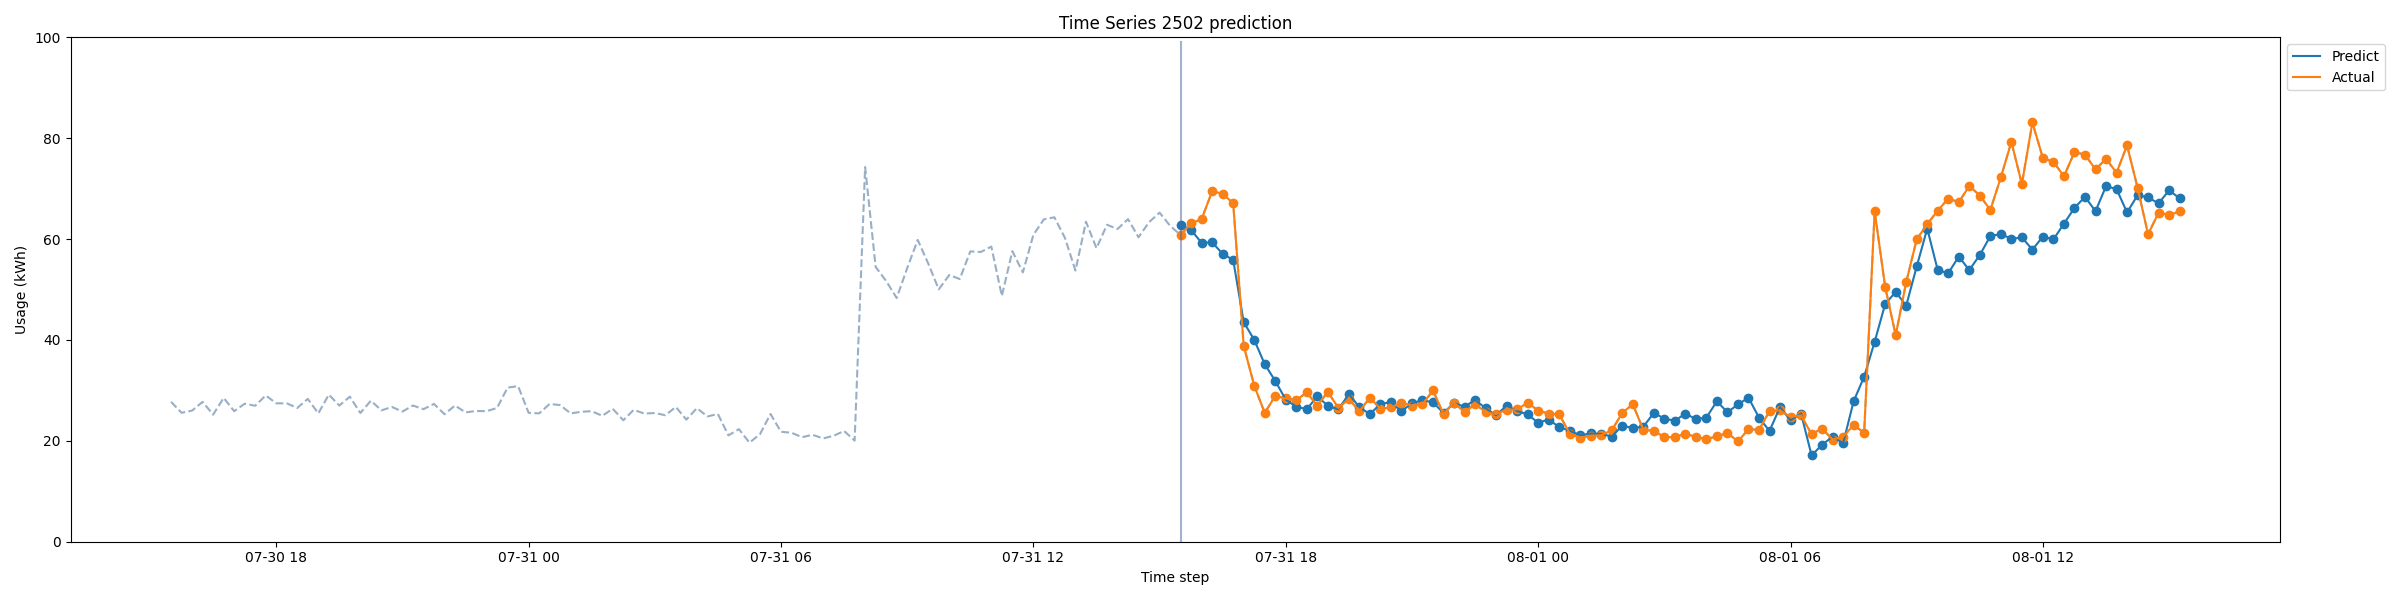 Time Series 2502 prediction
100
80
60
40
20
0
Usage (kWh)
07-30 18
07-31 00
07-31 06
07-31 12
07-31 18
08-01 00
08-01 06
08-01 12
Time step
Predict
Actual